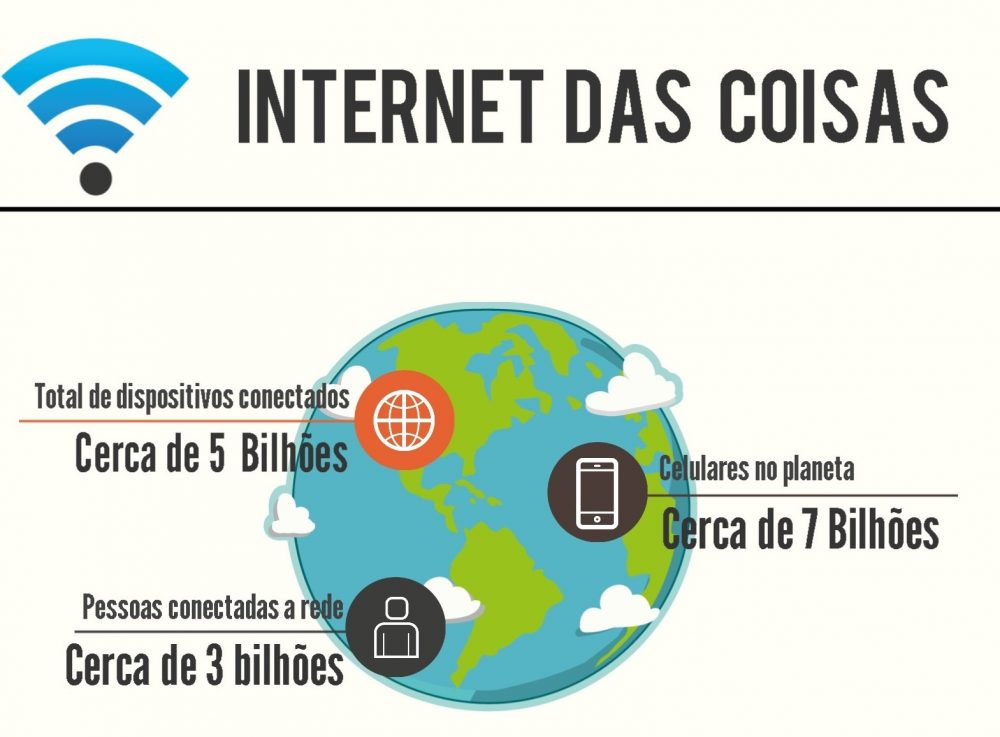 INTERNET DAS COISAS
Total de dispositivos conectados
Cerca de 5 Bilhões
Celulares no planeta
Cerca de 7 Bilhões
Pessoas conectadas a rede
Cerca de 3 bilhões